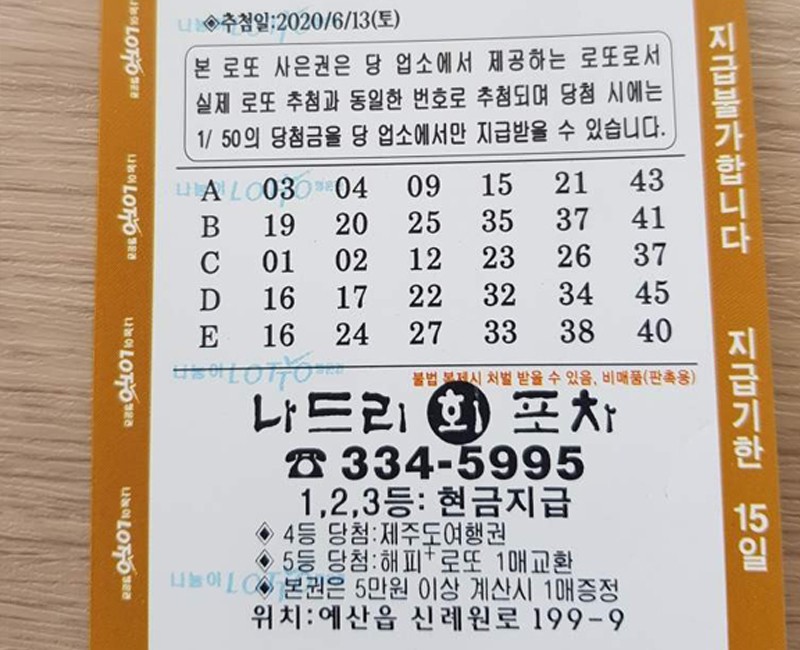 ◈추첨일:2020/6/13(토)
본 로또 사은권은 당 업소에서 제공하는 로또로서
실제 로또 추첨과 동일한 번호로 추첨되며 당첨 시에는
1/ 50의 당첨금을 당 업소에서만 지급받을 수 있습니다.
A 03 04 09 15 21 43
B 19 20 25 35 37 41
C 01 02 12 23 26 37
D 16 17 22 32 34 45
E 16 24 27 33 38 40
불법 복제시 처벌 받을 수 있음, 비매품(판촉용)
나드리 회 포차
☎ 334-5995
1,2,3등: 현금지급
◈ 4등 당첨:제주도여행권
◈ 5등 당첨:해피+로또 1매교환
◈ 본권은 5만원 이상 계산시 1매증정
위치:예산읍 신례원로 199-9
지급불가합니다
지급기한 15일